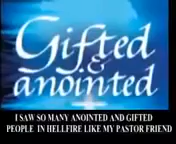 Gifted
&
anointed
I SAW SO MANY ANOINTED AND GIFTED
PEOPLE IN HELLFIRE LIKE MY PASTOR FRIEND